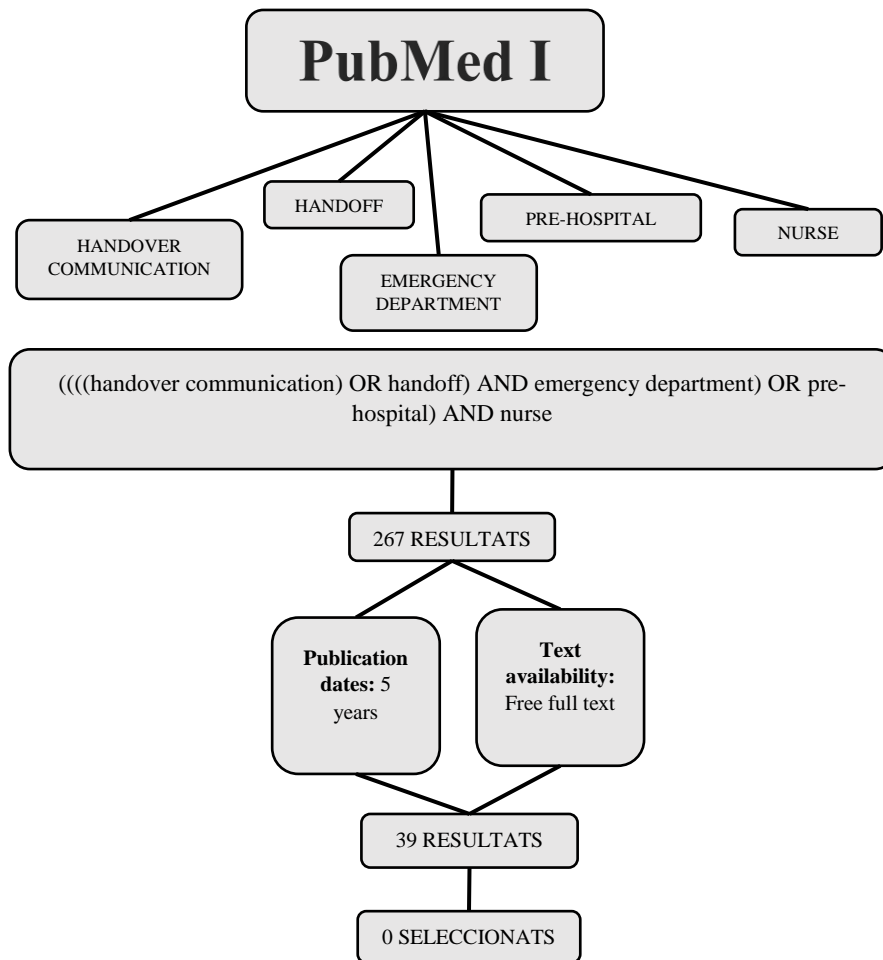 PubMed I
HANDOFF
PRE-HOSPITAL
NURSE
HANDOVER
COMMUNICATION
EMERGENCY
DEPARTMENT
((((handover communication) OR handoff) AND emergency department) OR pre-
hospital) AND nurse
267 RESULTATS
Publication
dates: 5
years
Text
availability:
Free full text
39 RESULTATS
0 SELECCIONATS